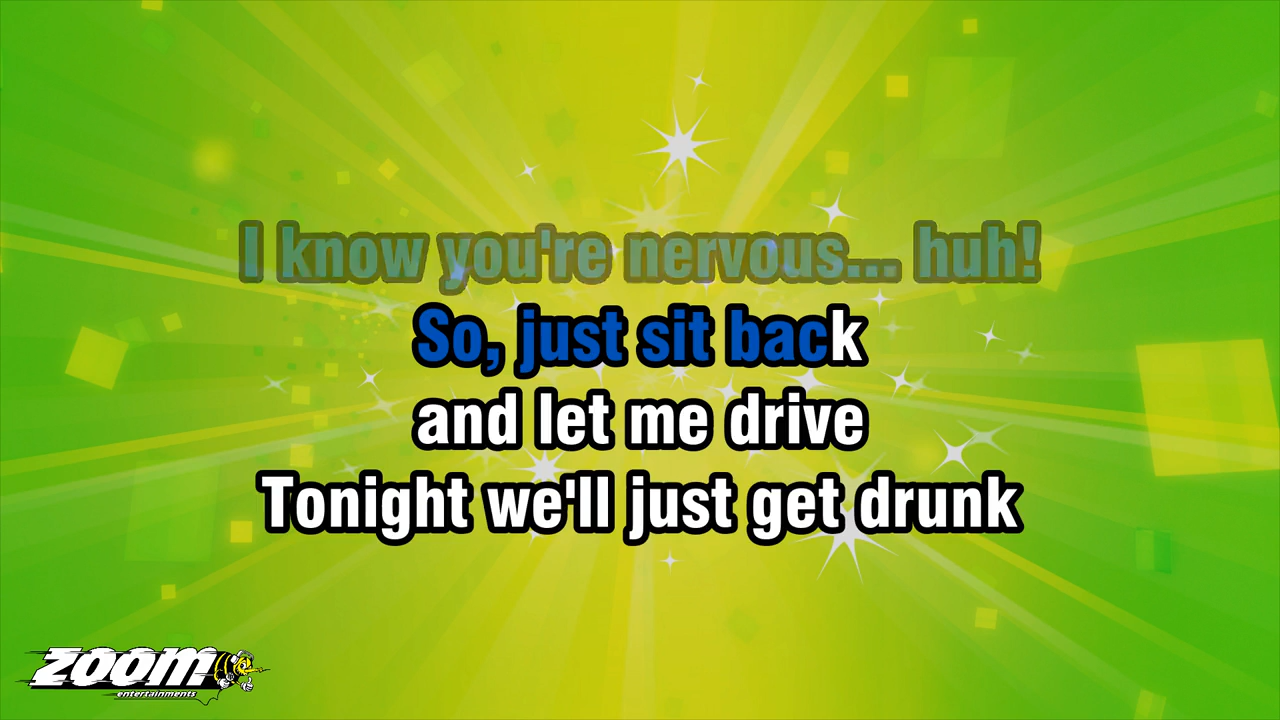 I know you're nervous... huh!
So, just sit back
and let me drive
Tonight we'll just get drunk
ZOOM
entertainments